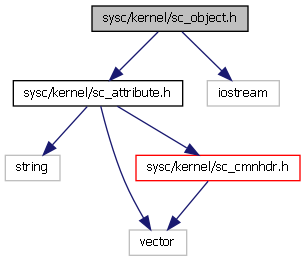 sysc/kernel/sc_object.h
sysc/kernel/sc_attribute.h
iostream
string
sysc/kernel/sc_cmnhdr.h
vector